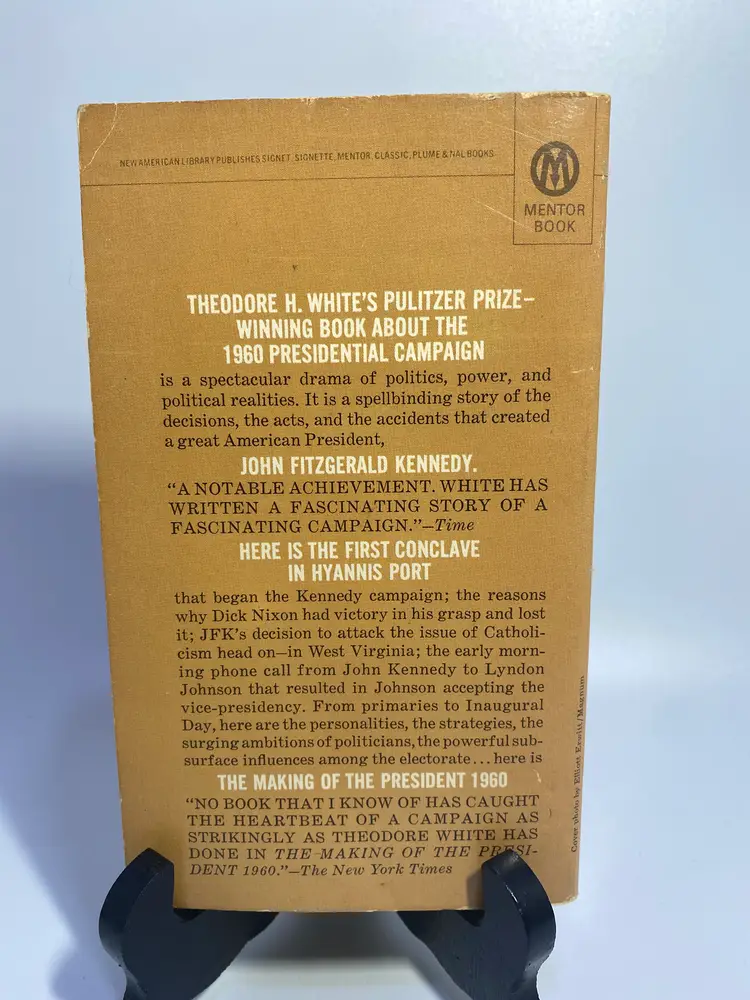 NEW AMERICAN LIBRARY PUBLISHES SIGNET, SIGNETTE, MENTOR, CLASSIC, PLUME & NAL BOOKS
M
MENTOR
BOOK
THEODORE H. WHITE'S PULITZER PRIZE–
WINNING BOOK ABOUT THE
1960 PRESIDENTIAL CAMPAIGN
is a spectacular drama of politics, power, and
political realities. It is a spellbinding story of the
decisions, the acts, and the accidents that created
a great American President,
JOHN FITZGERALD KENNEDY.
"A NOTABLE ACHIEVEMENT. WHITE HAS
WRITTEN A FASCINATING STORY OF A
FASCINATING CAMPAIGN."—Time
HERE IS THE FIRST CONCLAVE
IN HYANNIS PORT
that began the Kennedy campaign; the reasons
why Dick Nixon had victory in his grasp and lost
it; JFK's decision to attack the issue of Catholi-
cism head on—in West Virginia; the early morn-
ing phone call from John Kennedy to Lyndon
Johnson that resulted in Johnson accepting the
vice-presidency. From primaries to Inaugural
Day, here are the personalities, the strategies, the
surging ambitions of politicians, the powerful sub-
surface influences among the electorate... here is
THE MAKING OF THE PRESIDENT 1960
"NO BOOK THAT I KNOW OF HAS CAUGHT
THE HEARTBEAT OF A CAMPAIGN AS
STRIKINGLY AS THEODORE WHITE HAS
DONE IN THE MAKING OF THE PRESI-
DENT 1960."—The New York Times
Cover photo by Elliott Erwitt/Magnum